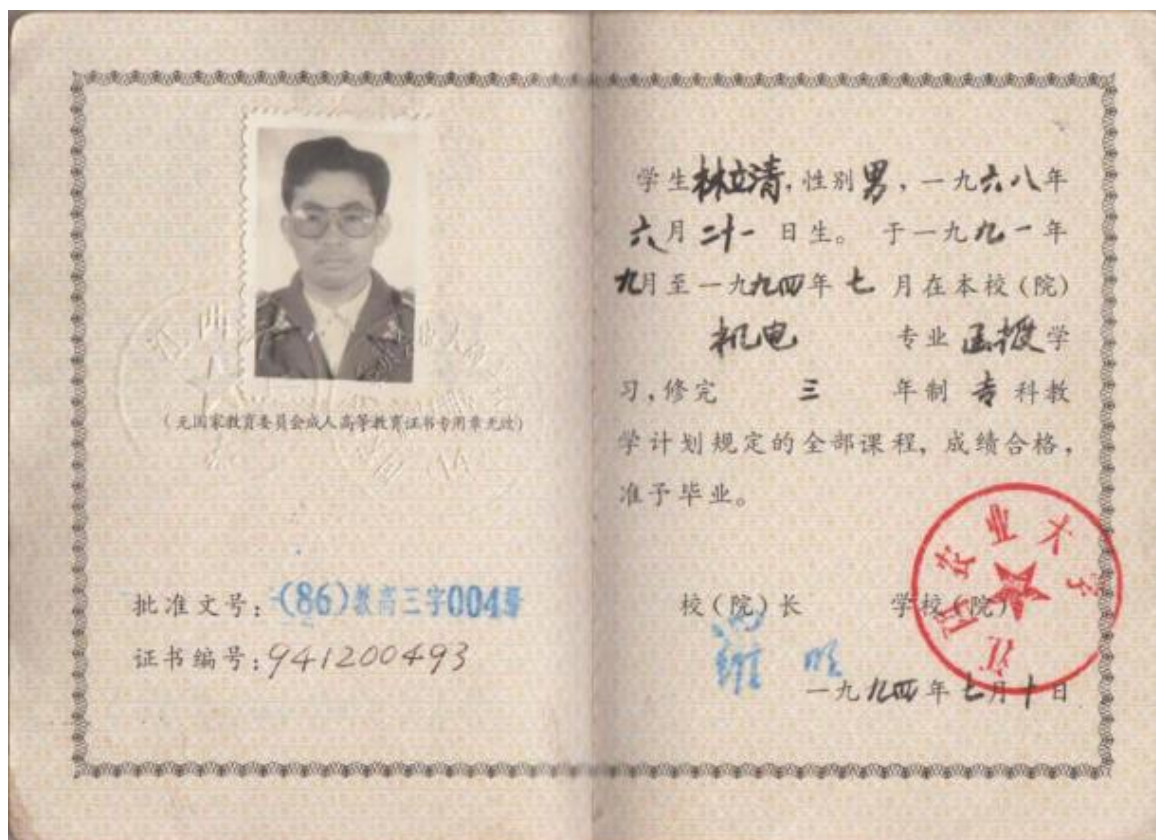 (无国家教育委员会成人高等教育证书专用章无效)
批准文号:(86)教高三字004号
证书编号:941200493
学生林立清,性别男,一九六八年
六月二十一日生。于一九九一年
九月至一九九四年七月在本校(院)
机电 专业函授学
习,修完 三 年制 专科教
学计划规定的全部课程,成绩合格,
准予毕业。
校(院)长 学校(院)
江西农业大学
一九九四年七月十日